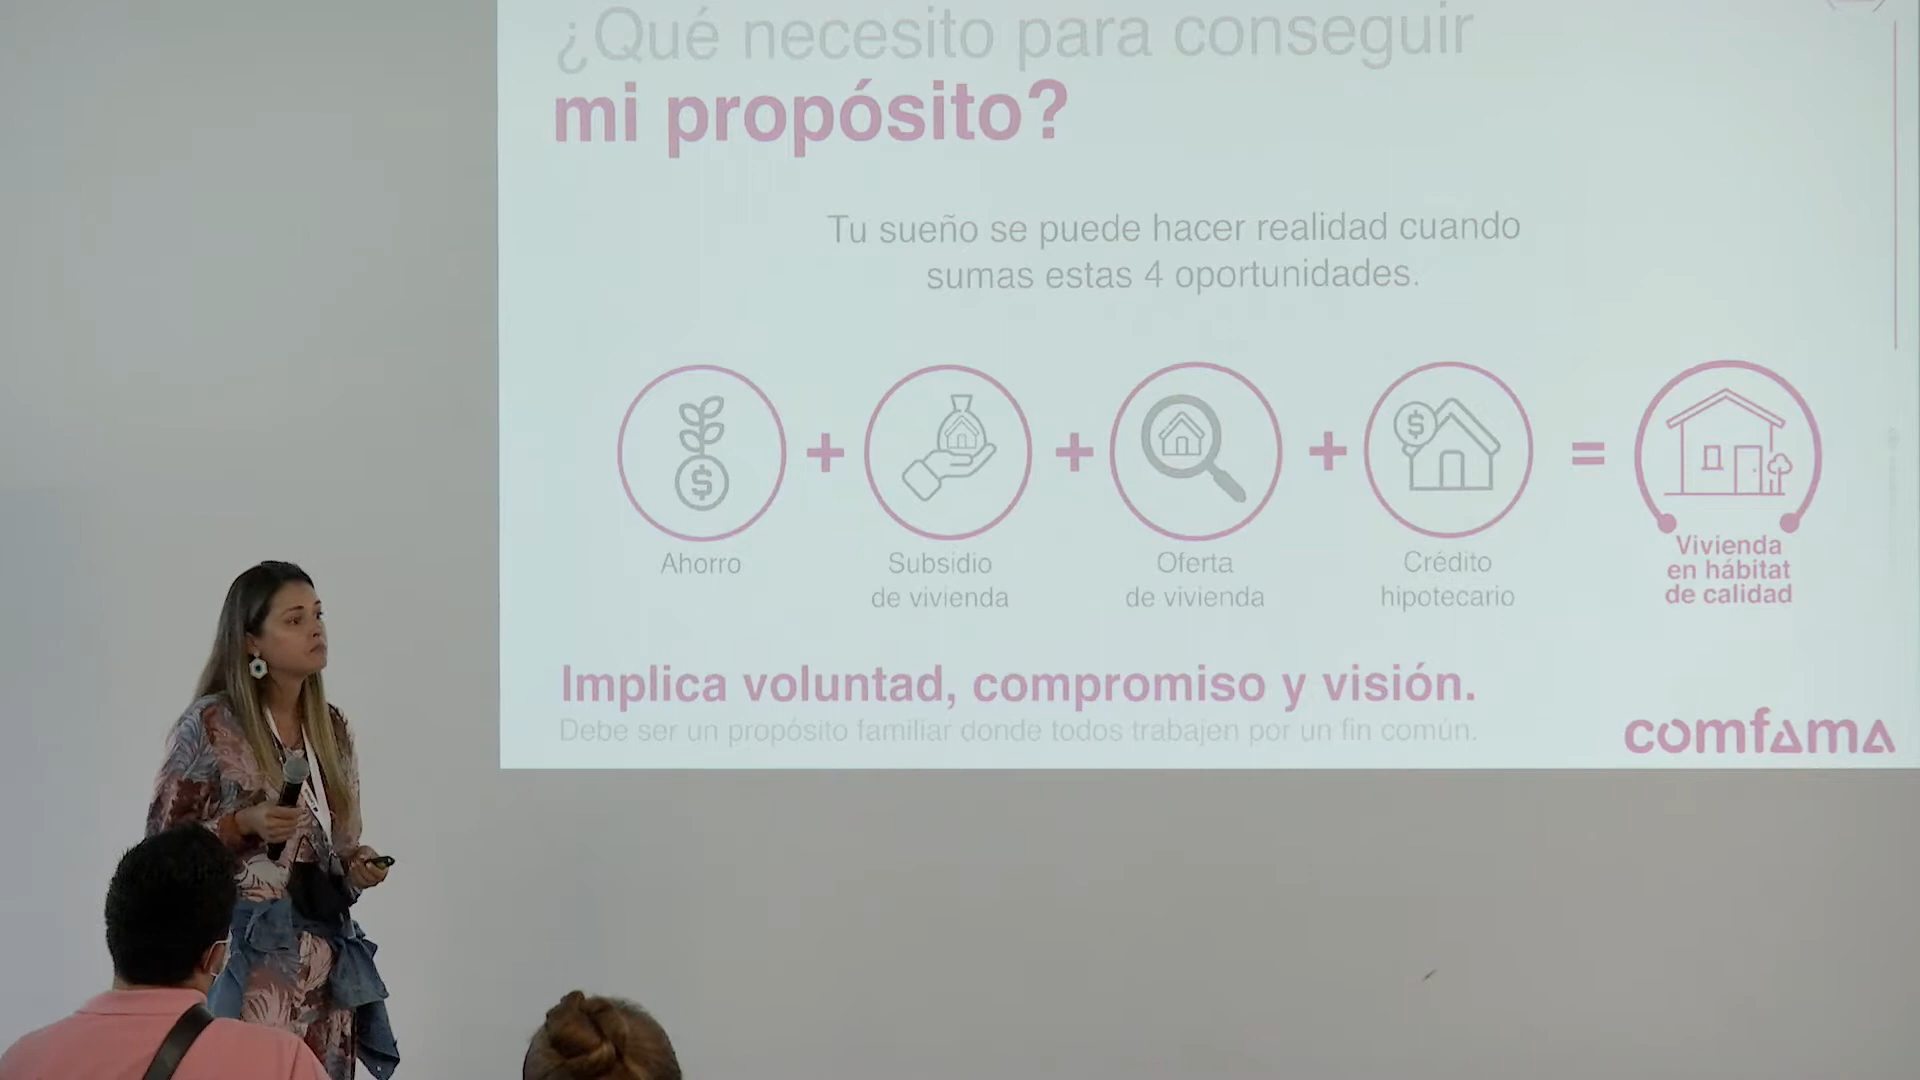 ¿Qué necesito para conseguir
mi propósito?
Tu sueño se puede hacer realidad cuando
sumas estas 4 oportunidades.
$
+
+
+
$
=
Ahorro
Subsidio
de vivienda
Oferta
de vivienda
Crédito
hipotecario
Vivienda
en hábitat
de calidad
Implica voluntad, compromiso y visión.
Debe ser un propósito familiar donde todos trabajen por un fin común.
comfama